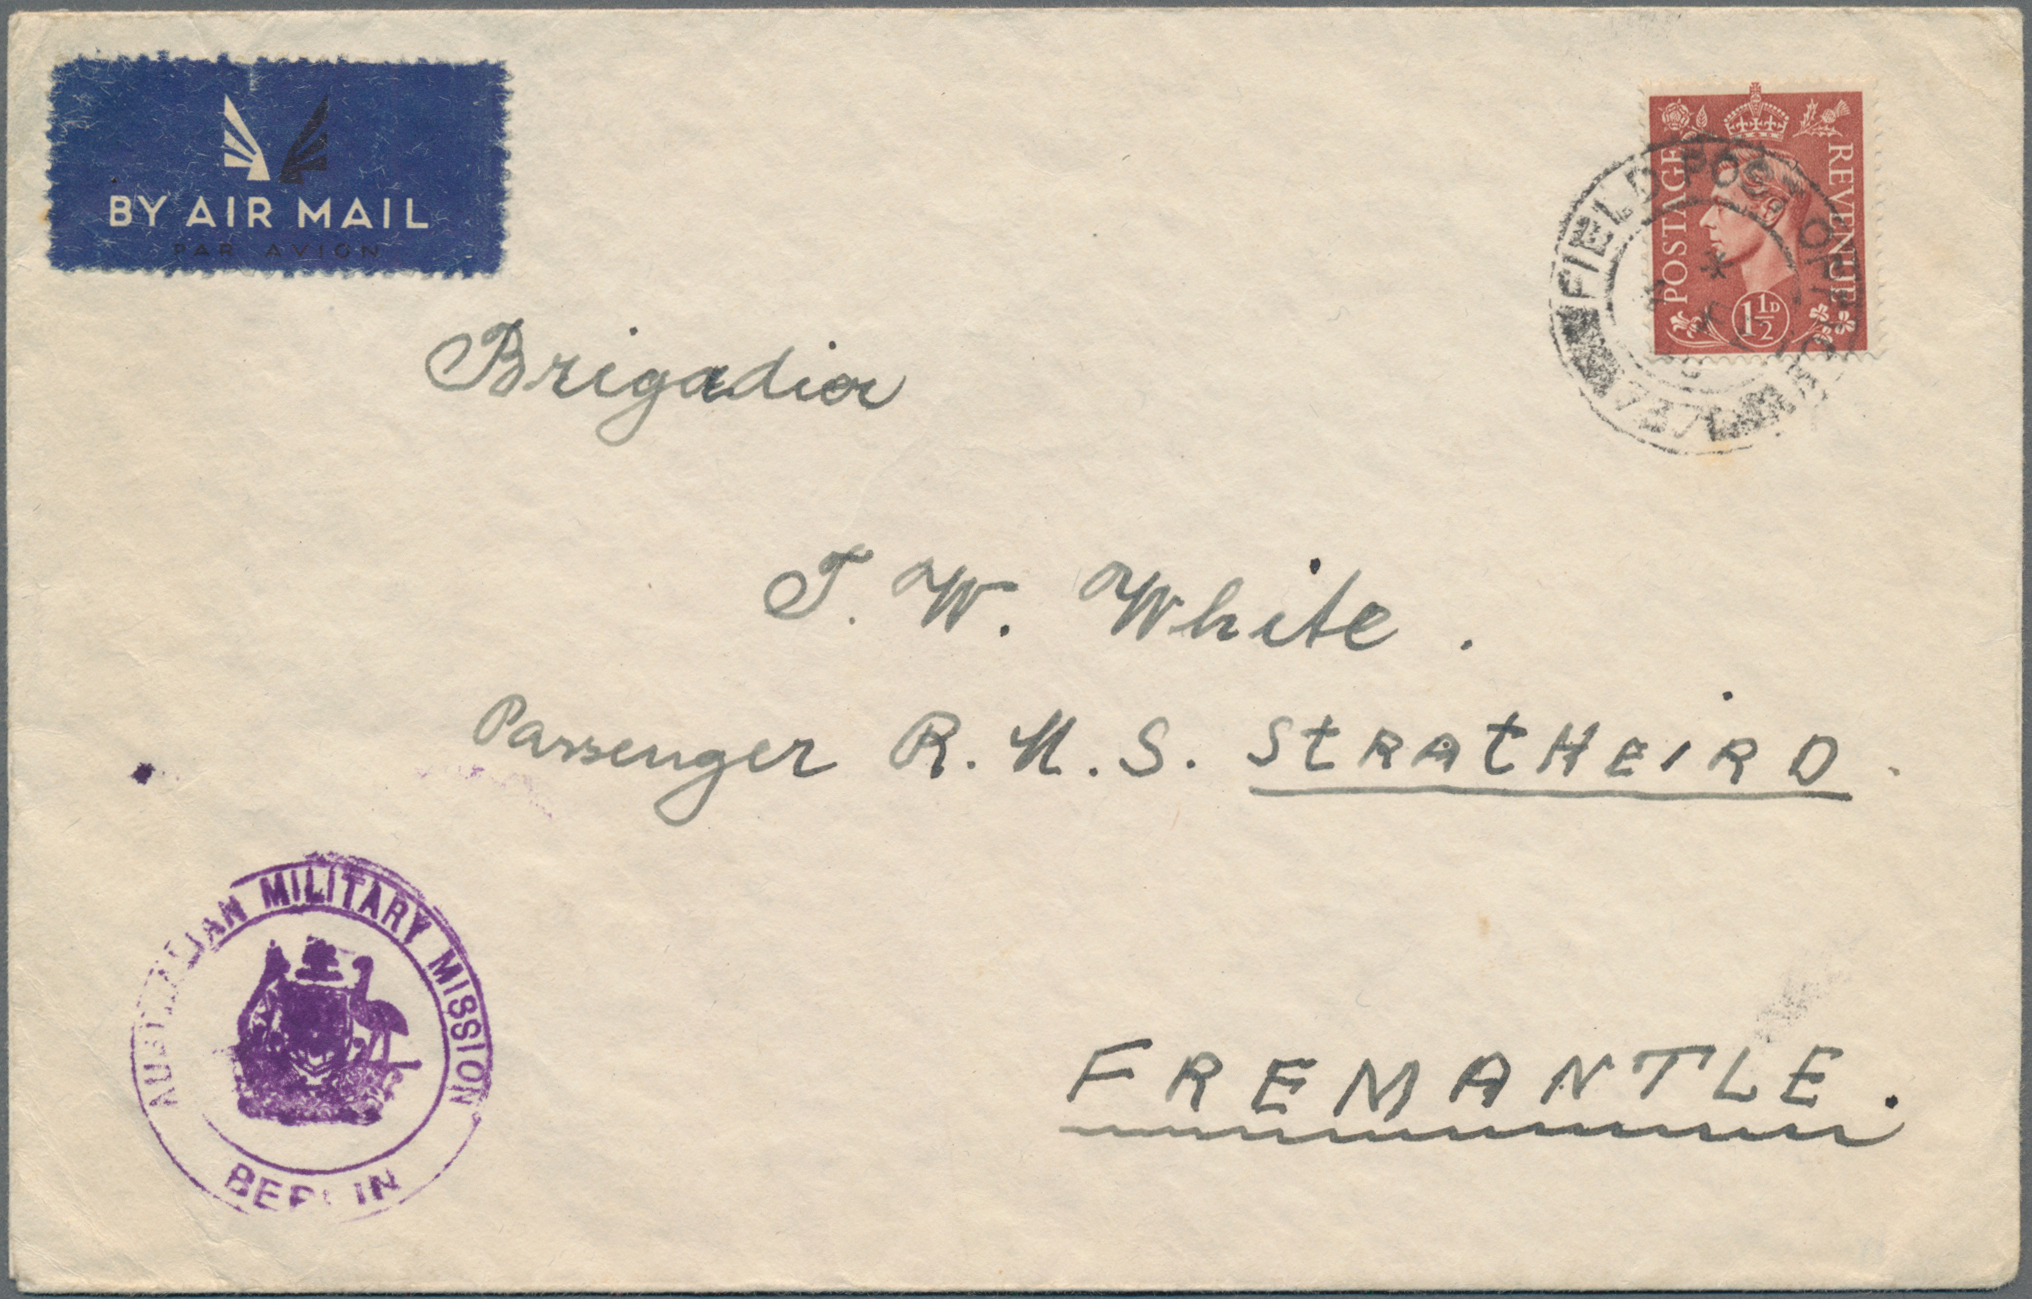 BY AIR MAIL
PAR AVION
POSTAGE
REVENUE
1½D
FIELD POST OFFICE
Brigadier
T. W. White.
Passenger R. M. S. STRATHEIRD.
AUSTRALIAN MILITARY MISSION
BERLIN
FREMANTLE.